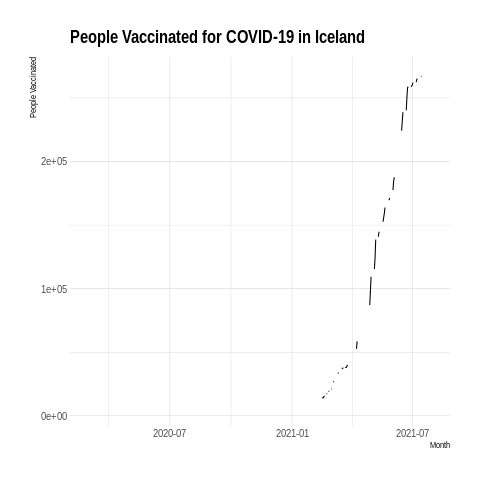 People Vaccinated for COVID-19 in Iceland
People Vaccinated
2e+05
1e+05
0e+00
2020-07 2021-01 2021-07
Month